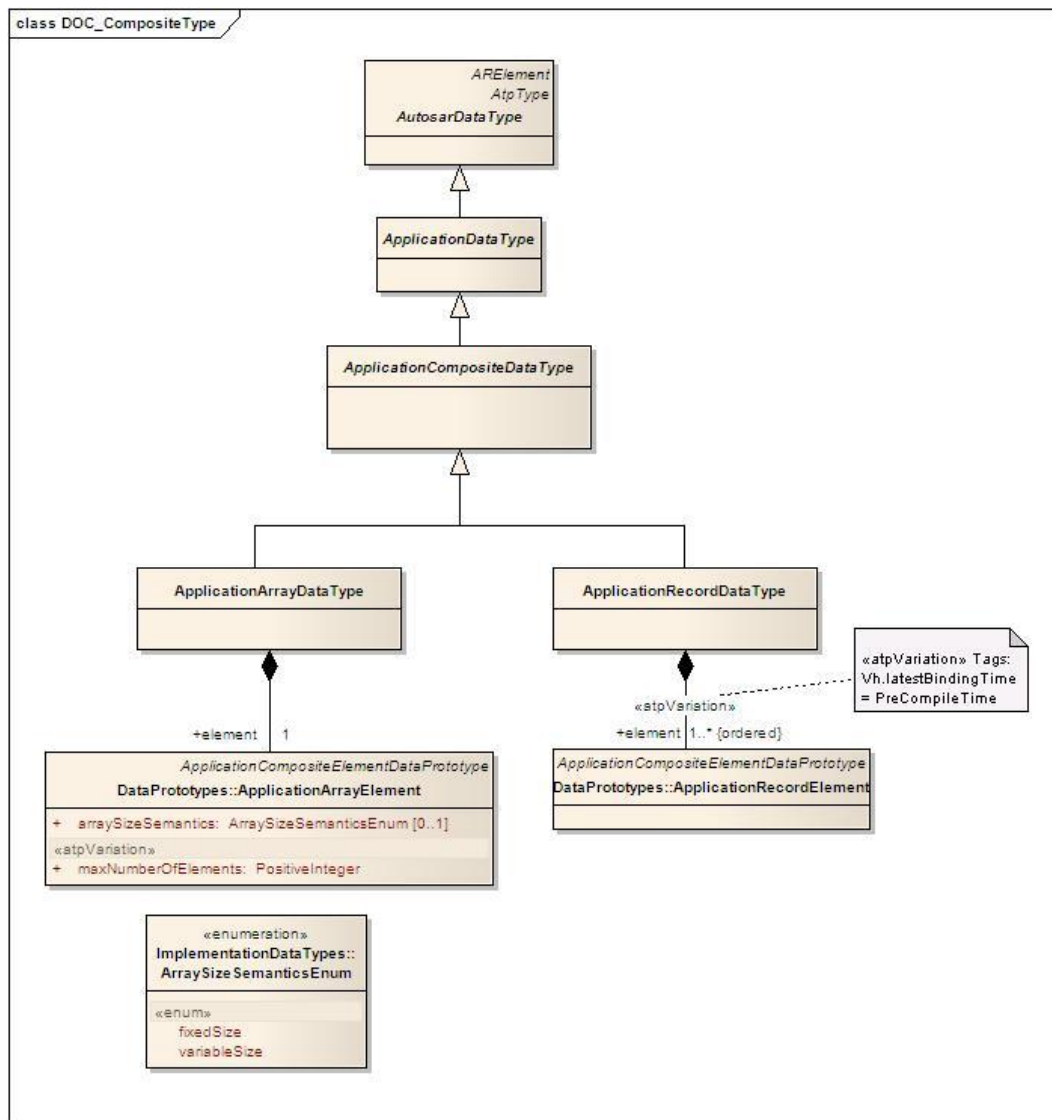 class DOC_CompositeType
ARElement
AtpType
AutosarDataType
ApplicationDataType
ApplicationCompositeDataType
ApplicationArrayDataType
ApplicationRecordDataType
«atpVariation» Tags:
Vh.latestBindingTime
= PreCompileTime
«atpVariation»
+element 1
+element 1..* {ordered}
ApplicationCompositeElementDataPrototype
DataPrototypes::ApplicationArrayElement
+ arraySizeSemantics: ArraySizeSemanticsEnum [0..1]
«atpVariation»
+ maxNumberOfElements: PositiveInteger
ApplicationCompositeElementDataPrototype
DataPrototypes::ApplicationRecordElement
«enumeration»
ImplementationDataTypes::
ArraySizeSemanticsEnum
«enum»
fixedSize
variableSize